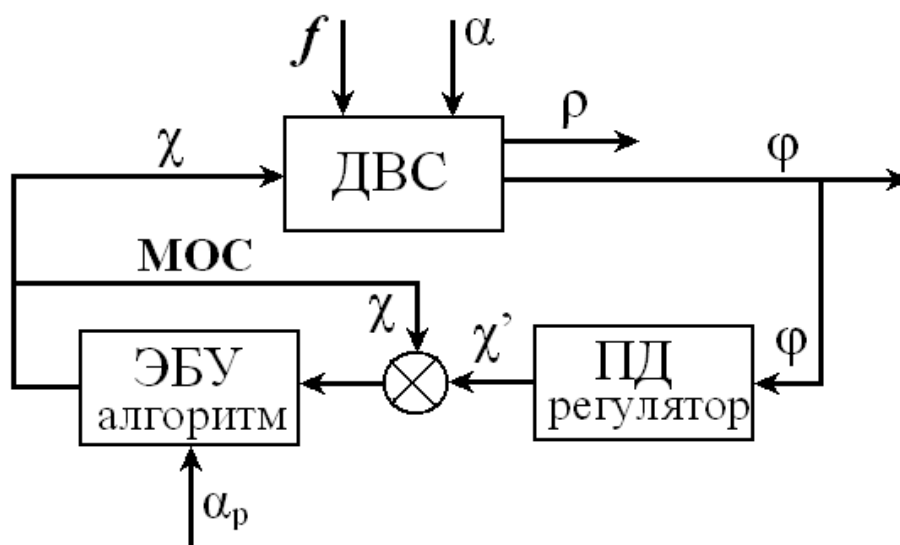 f
α
ρ
χ
ДВС
φ
МОС
χ
χ’
φ
ЭБУ
алгоритм
ПД
регулятор
αр